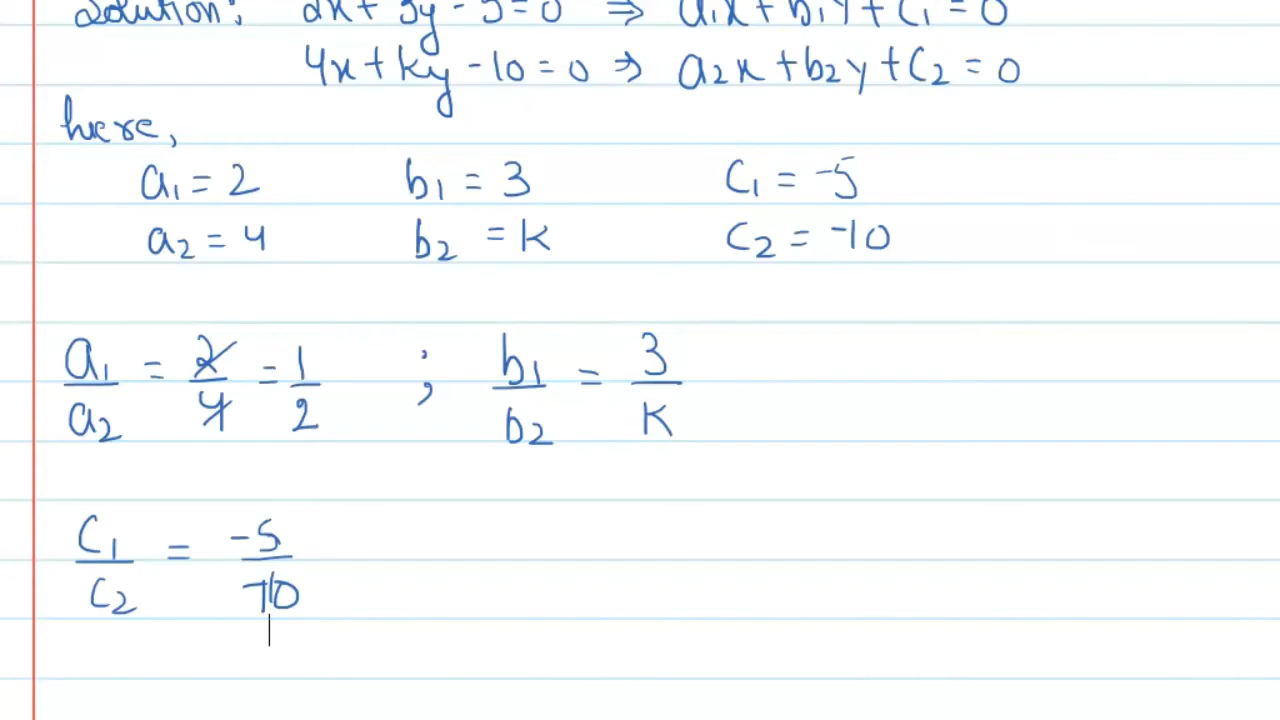 Solution: 2x + 3y - 5 = 0 ⇒ a1x + b1y + c1 = 0
4x + ky - 10 = 0 ⇒ a2x + b2y + c2 = 0
here,
a1 = 2 b1 = 3 c1 = -5
a2 = 4 b2 = k c2 = -10
a1/a2 = 2/4 = 1/2 ; b1/b2 = 3/k
c1/c2 = -5/-10